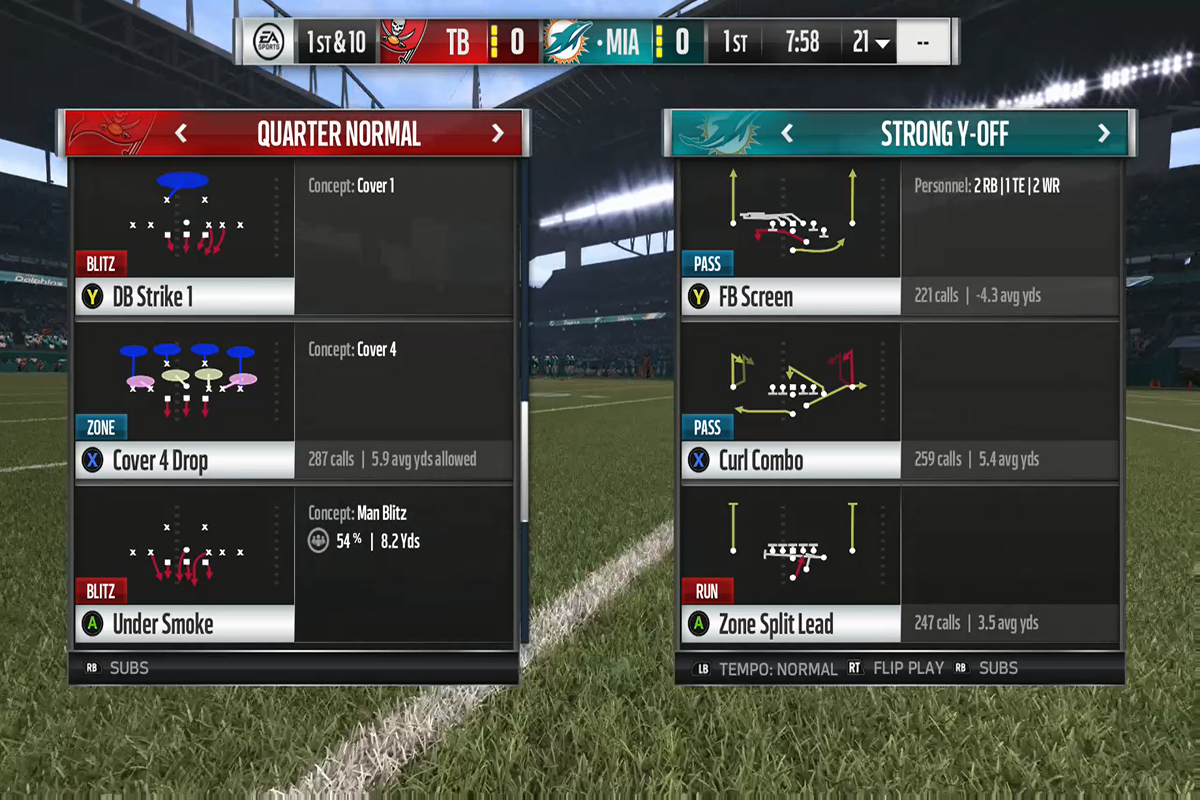 EA SPORTS 1ST & 10 TB 0 MIA 0 1ST 7:58 21 --
QUARTER NORMAL
Concept: Cover 1
BLITZ
Y DB Strike 1
Concept: Cover 4
ZONE
X Cover 4 Drop
287 calls | 5.9 avg yds allowed
Concept: Man Blitz
54 % | 8.2 Yds
BLITZ
A Under Smoke
RB SUBS
STRONG Y-OFF
Personnel: 2 RB | 1 TE | 2 WR
PASS
Y FB Screen
221 calls | -4.3 avg yds
PASS
X Curl Combo
259 calls | 5.4 avg yds
RUN
A Zone Split Lead
247 calls | 3.5 avg yds
LB TEMPO: NORMAL RT FLIP PLAY RB SUBS
Dolphins